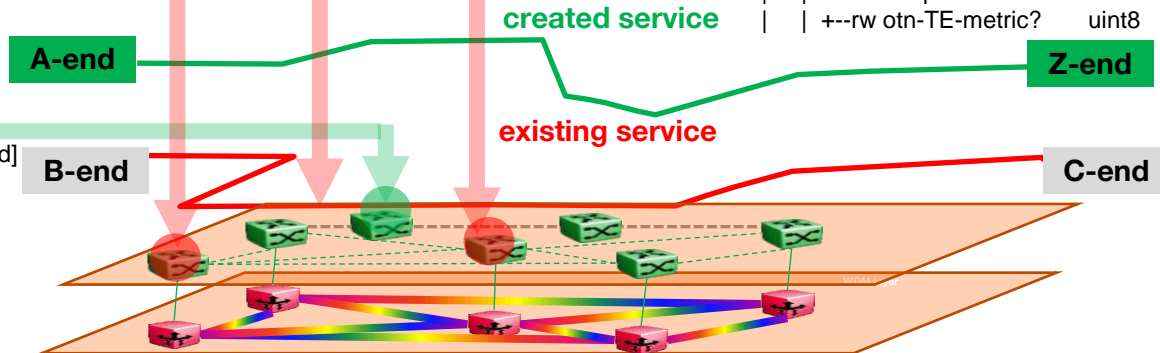 created service
| | +--rw otn-TE-metric? uint8
A-end
Z-end
existing service
d]
B-end
C-end